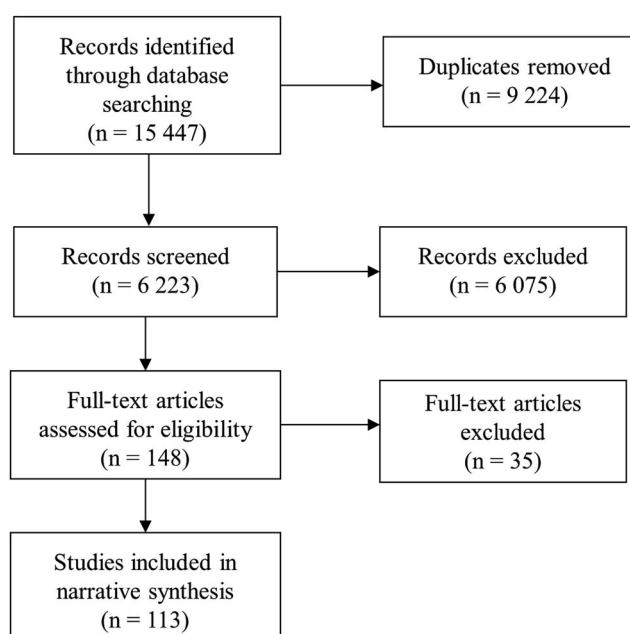 Records identified
through database
searching
(n = 15 447)
Duplicates removed
(n = 9 224)
Records screened
(n = 6 223)
Records excluded
(n = 6 075)
Full-text articles
assessed for eligibility
(n = 148)
Full-text articles
excluded
(n = 35)
Studies included in
narrative synthesis
(n = 113)